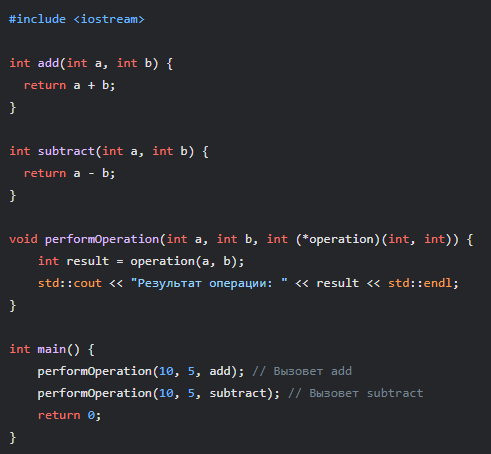 #include <iostream>

int add(int a, int b) {
  return a + b;
}

int subtract(int a, int b) {
  return a - b;
}

void performOperation(int a, int b, int (*operation)(int, int)) {
    int result = operation(a, b);
    std::cout << "Результат операции: " << result << std::endl;
}

int main() {
    performOperation(10, 5, add); // Вызовет add
    performOperation(10, 5, subtract); // Вызовет subtract
    return 0;
}